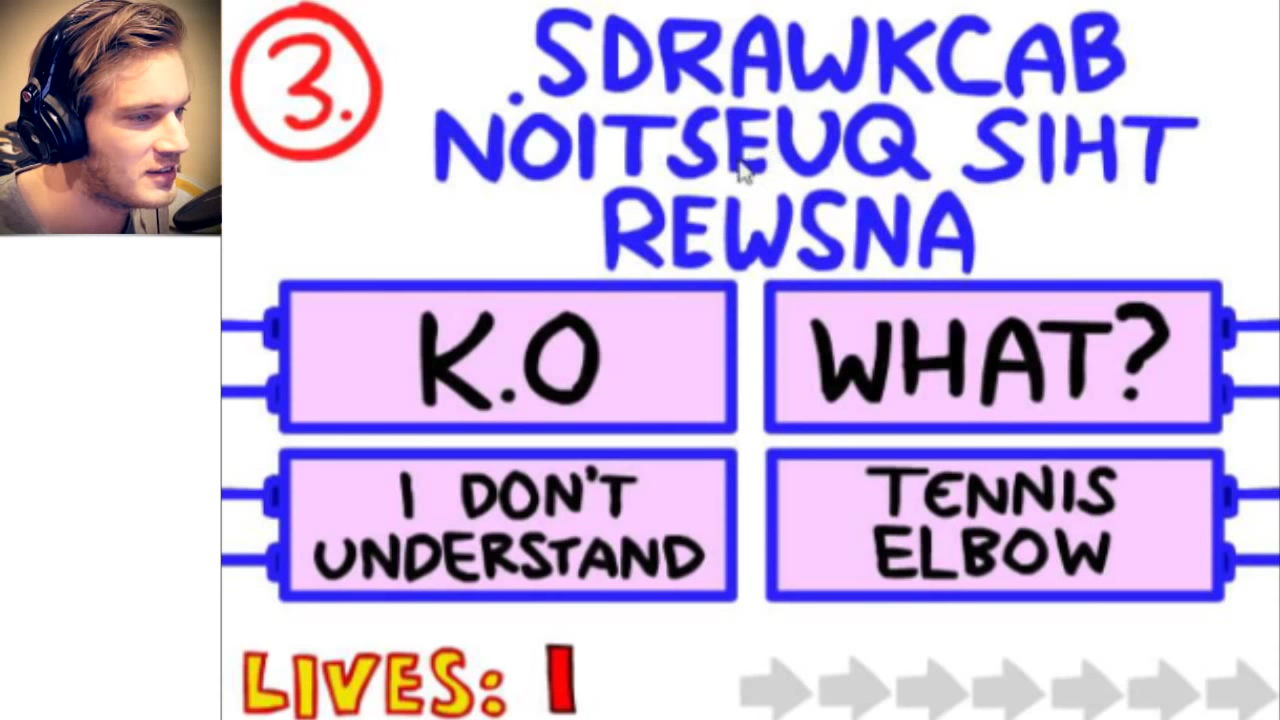 3.
.SDRAWKCAB
NOITSEUQ SIHT
REWSNA
K.O
WHAT?
I DON'T
UNDERSTAND
TENNIS
ELBOW
LIVES: 1